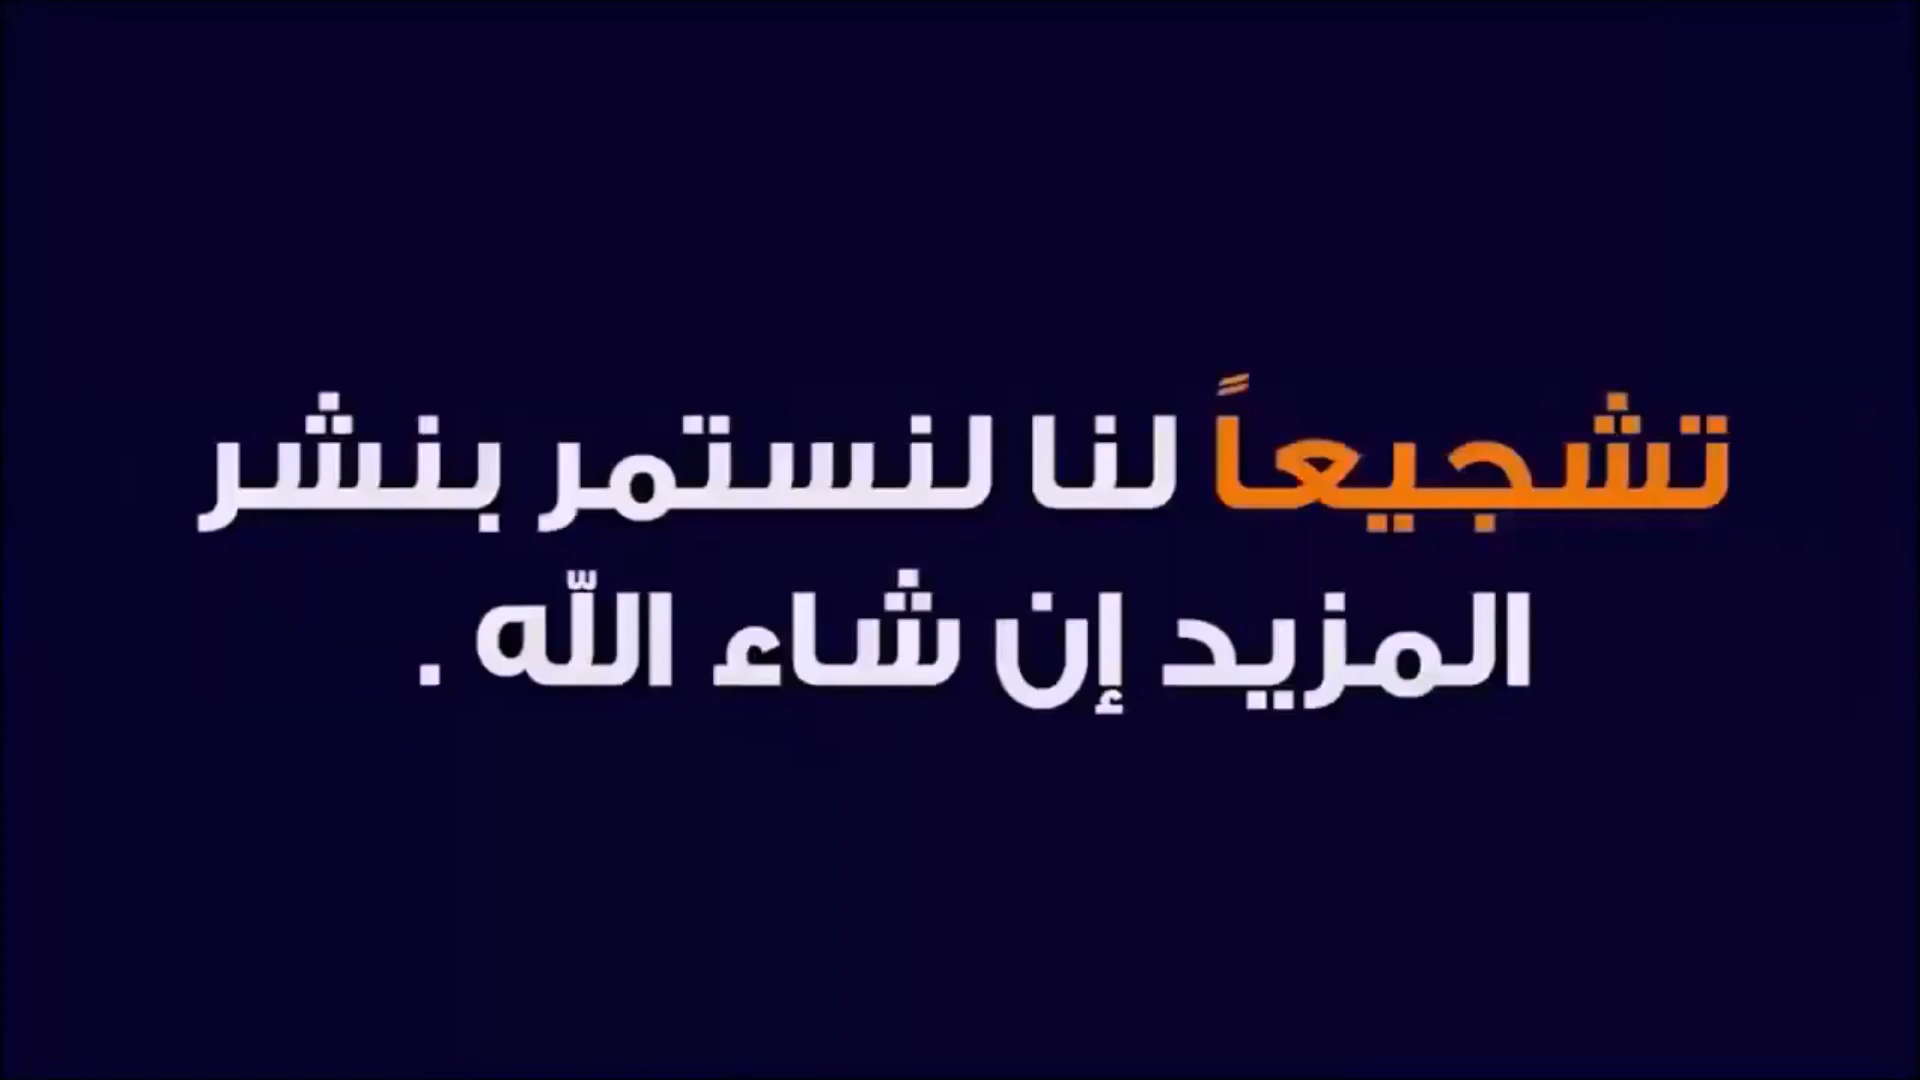 تشجيعاً لنا لنستمر بنشر
المزيد إن شاء اللّه .